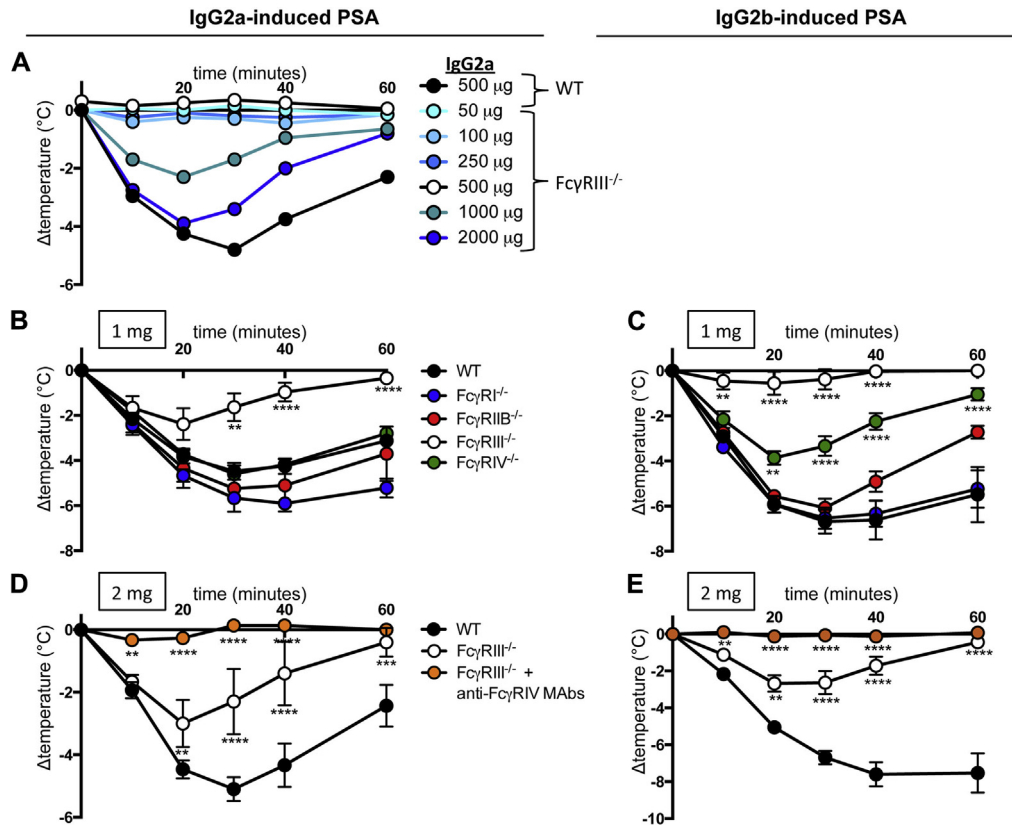 IgG2a-induced PSA
IgG2b-induced PSA
A
time (minutes)
20 40 60
0
-2
-4
-6
Δtemperature (°C)
IgG2a
500 μg
50 μg
100 μg
250 μg
500 μg
1000 μg
2000 μg
WT
FcγRIII-/-
B
1 mg
time (minutes)
20 40 60
0
-2
-4
-6
-8
Δtemperature (°C)
**
****
****
WT
FcγRI-/-
FcγRIIB-/-
FcγRIII-/-
FcγRIV-/-
C
1 mg
time (minutes)
20 40 60
0
-2
-4
-6
-8
Δtemperature (°C)
**
****
****
****
**
****
****
****
D
2 mg
time (minutes)
20 40 60
0
-2
-4
-6
Δtemperature (°C)
**
****
****
****
***
**
****
****
WT
FcγRIII-/-
FcγRIII-/- +
anti-FcγRIV MAbs
E
2 mg
time (minutes)
20 40 60
0
-2
-4
-6
-8
-10
Δtemperature (°C)
**
****
****
****
****
**
****
****